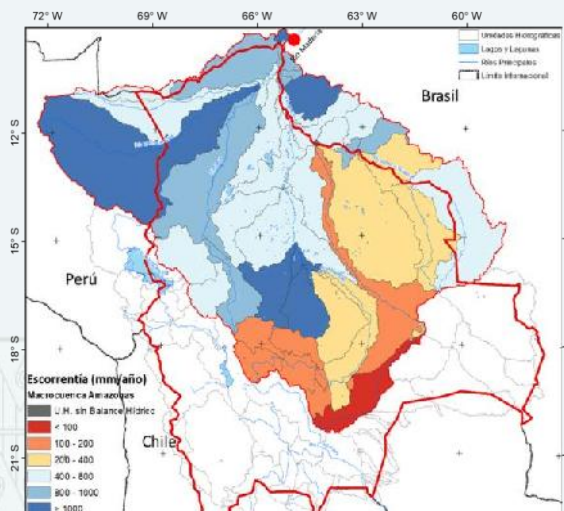 72° W 69° W 66° W 63° W 60° W
Unidades Hidrográficas
Lagos y Lagunas
Ríos Principales
Límite Internacional
Brasil
12° S
15° S
Perú
18° S
Escorrentía (mm/año)
Macrocuenca Amazonas
U.H. sin Balance Hídrico
< 100
100 - 200
200 - 400
400 - 800
800 - 1000
> 1000
Chile
21° S